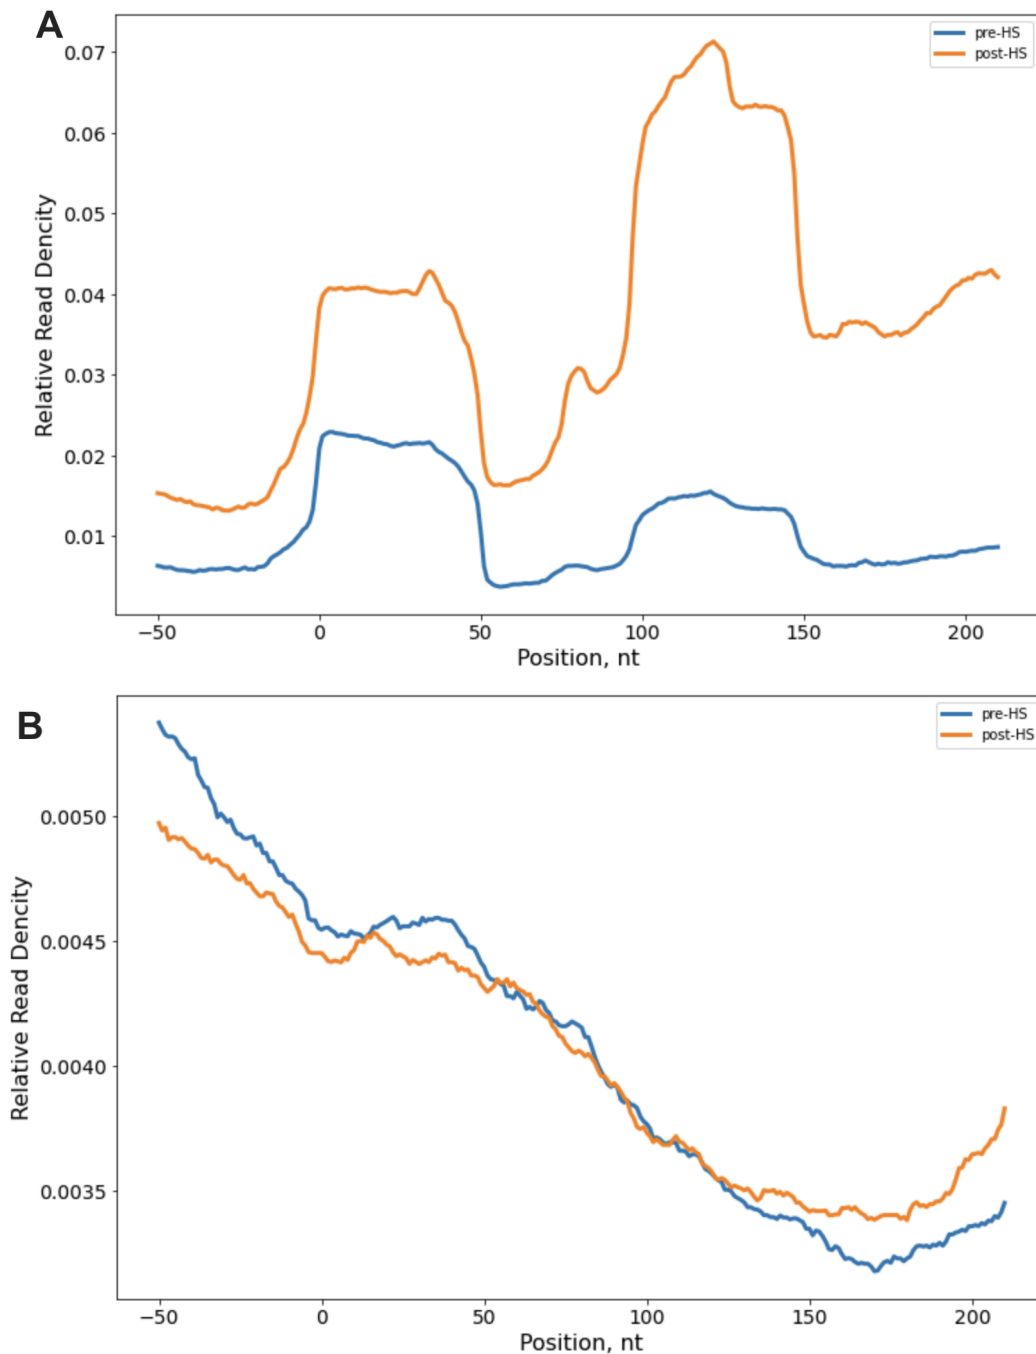 A
pre-HS
post-HS
0.07
0.06
0.05
0.04
0.03
0.02
0.01
Relative Read Dencity
−50 0 50 100 150 200
Position, nt
B
pre-HS
post-HS
0.0050
0.0045
0.0040
0.0035
Relative Read Dencity
−50 0 50 100 150 200
Position, nt